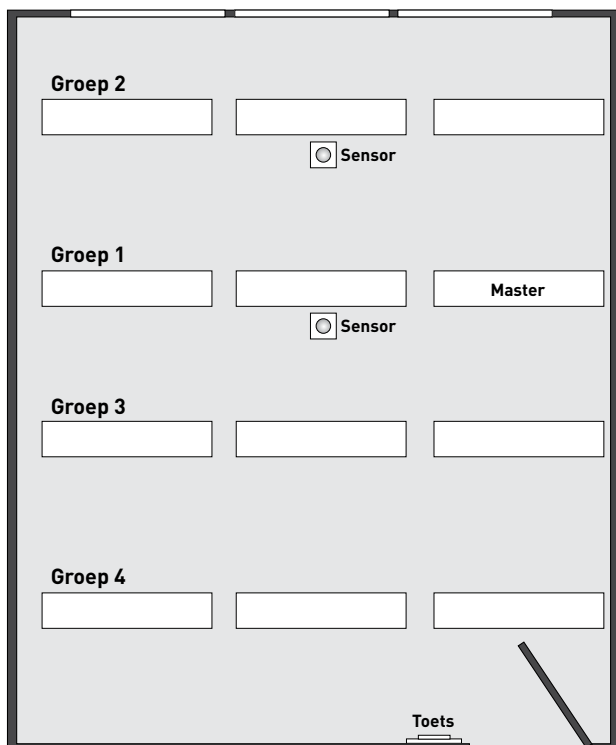 Groep 2
Sensor
Groep 1
Master
Sensor
Groep 3
Groep 4
Toets